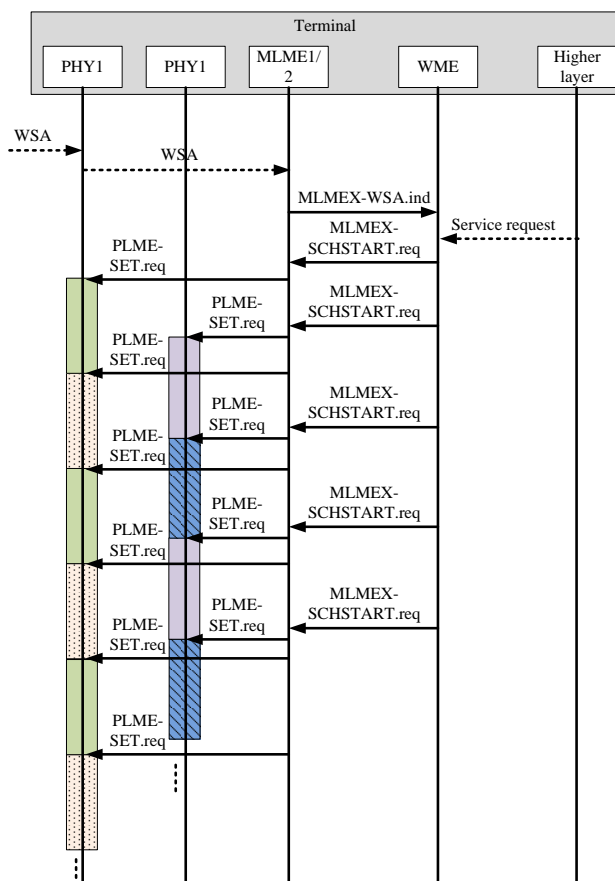 Terminal
PHY1
PHY1
MLME1/
2
WME
Higher
layer
WSA
WSA
MLMEX-WSA.ind
Service request
MLMEX-
SCHSTART.req
PLME-
SET.req
MLMEX-
SCHSTART.req
PLME-
SET.req
PLME-
SET.req
MLMEX-
SCHSTART.req
PLME-
SET.req
PLME-
SET.req
MLMEX-
SCHSTART.req
PLME-
SET.req
PLME-
SET.req
MLMEX-
SCHSTART.req
PLME-
SET.req
PLME-
SET.req
PLME-
SET.req